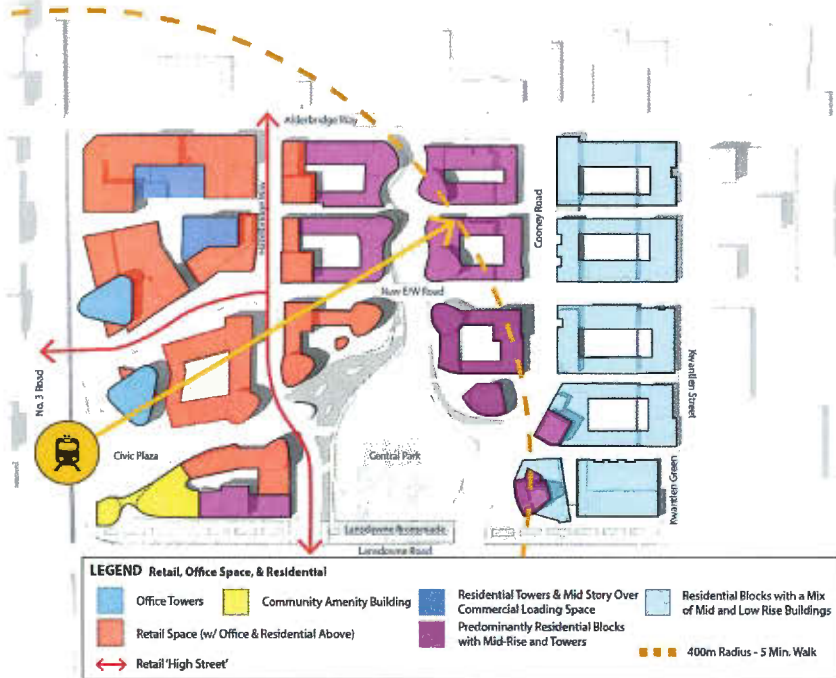 Alderbridge Way
Hazelbridge Way
Cooney Road
New E/W Road
No. 3 Road
Kwantlen Street
Civic Plaza
Central Park
Kwantlen Green
Lansdowne Promenade
Lansdowne Road
LEGEND Retail, Office Space, & Residential
Office Towers
Community Amenity Building
Residential Towers & Mid Story Over
Commercial Loading Space
Residential Blocks with a Mix
of Mid and Low Rise Buildings
Retail Space (w/ Office & Residential Above)
Predominantly Residential Blocks
with Mid-Rise and Towers
400m Radius - 5 Min. Walk
Retail 'High Street'